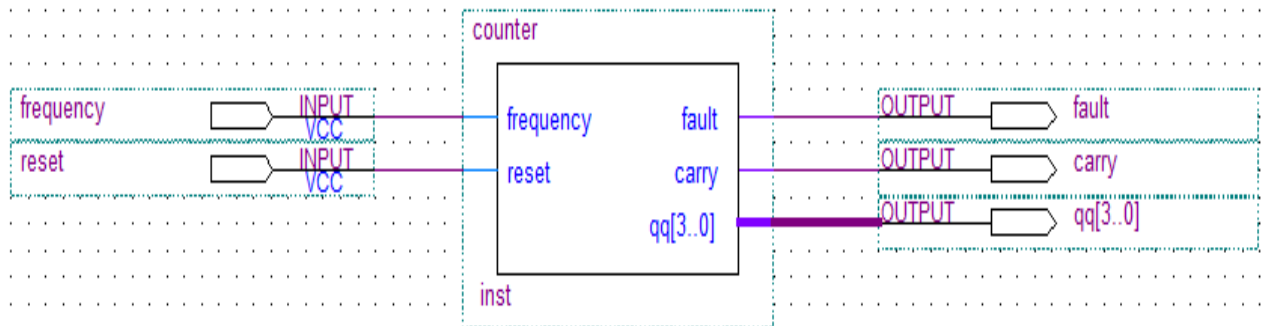 counter
frequency INPUT VCC frequency fault OUTPUT fault
reset INPUT VCC reset carry OUTPUT carry
qq[3..0] OUTPUT qq[3..0]
inst